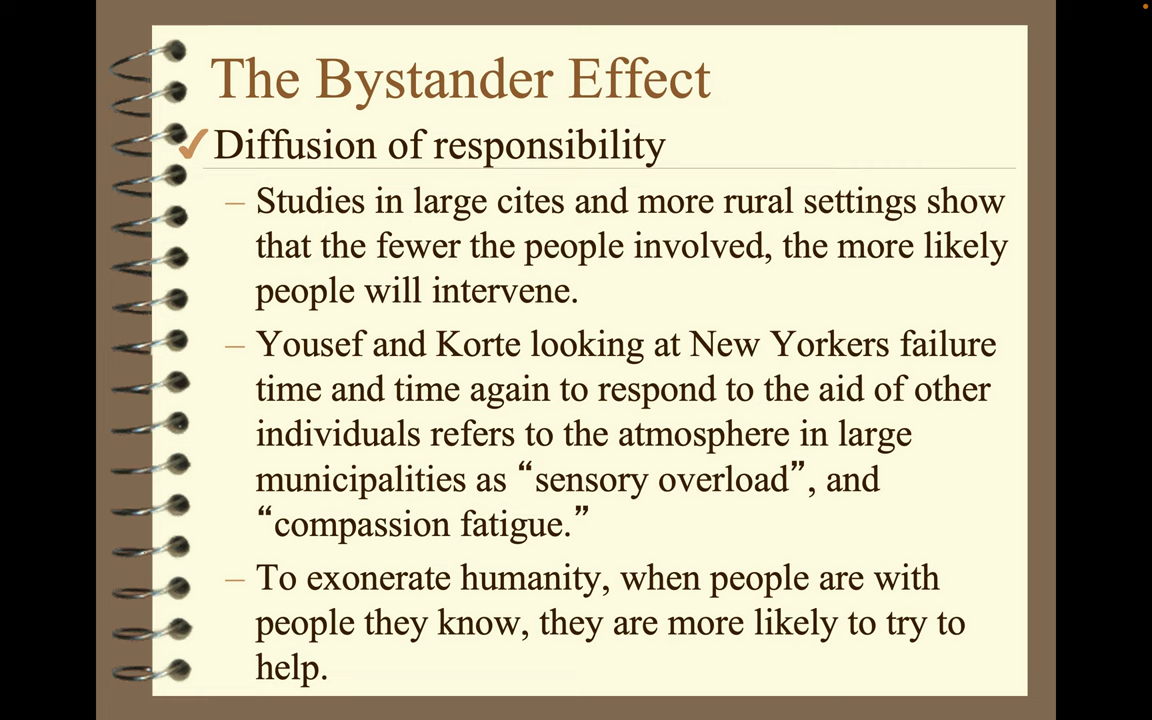 The Bystander Effect
✓Diffusion of responsibility
– Studies in large cites and more rural settings show
that the fewer the people involved, the more likely
people will intervene.
– Yousef and Korte looking at New Yorkers failure
time and time again to respond to the aid of other
individuals refers to the atmosphere in large
municipalities as “sensory overload”, and
“compassion fatigue.”
– To exonerate humanity, when people are with
people they know, they are more likely to try to
help.